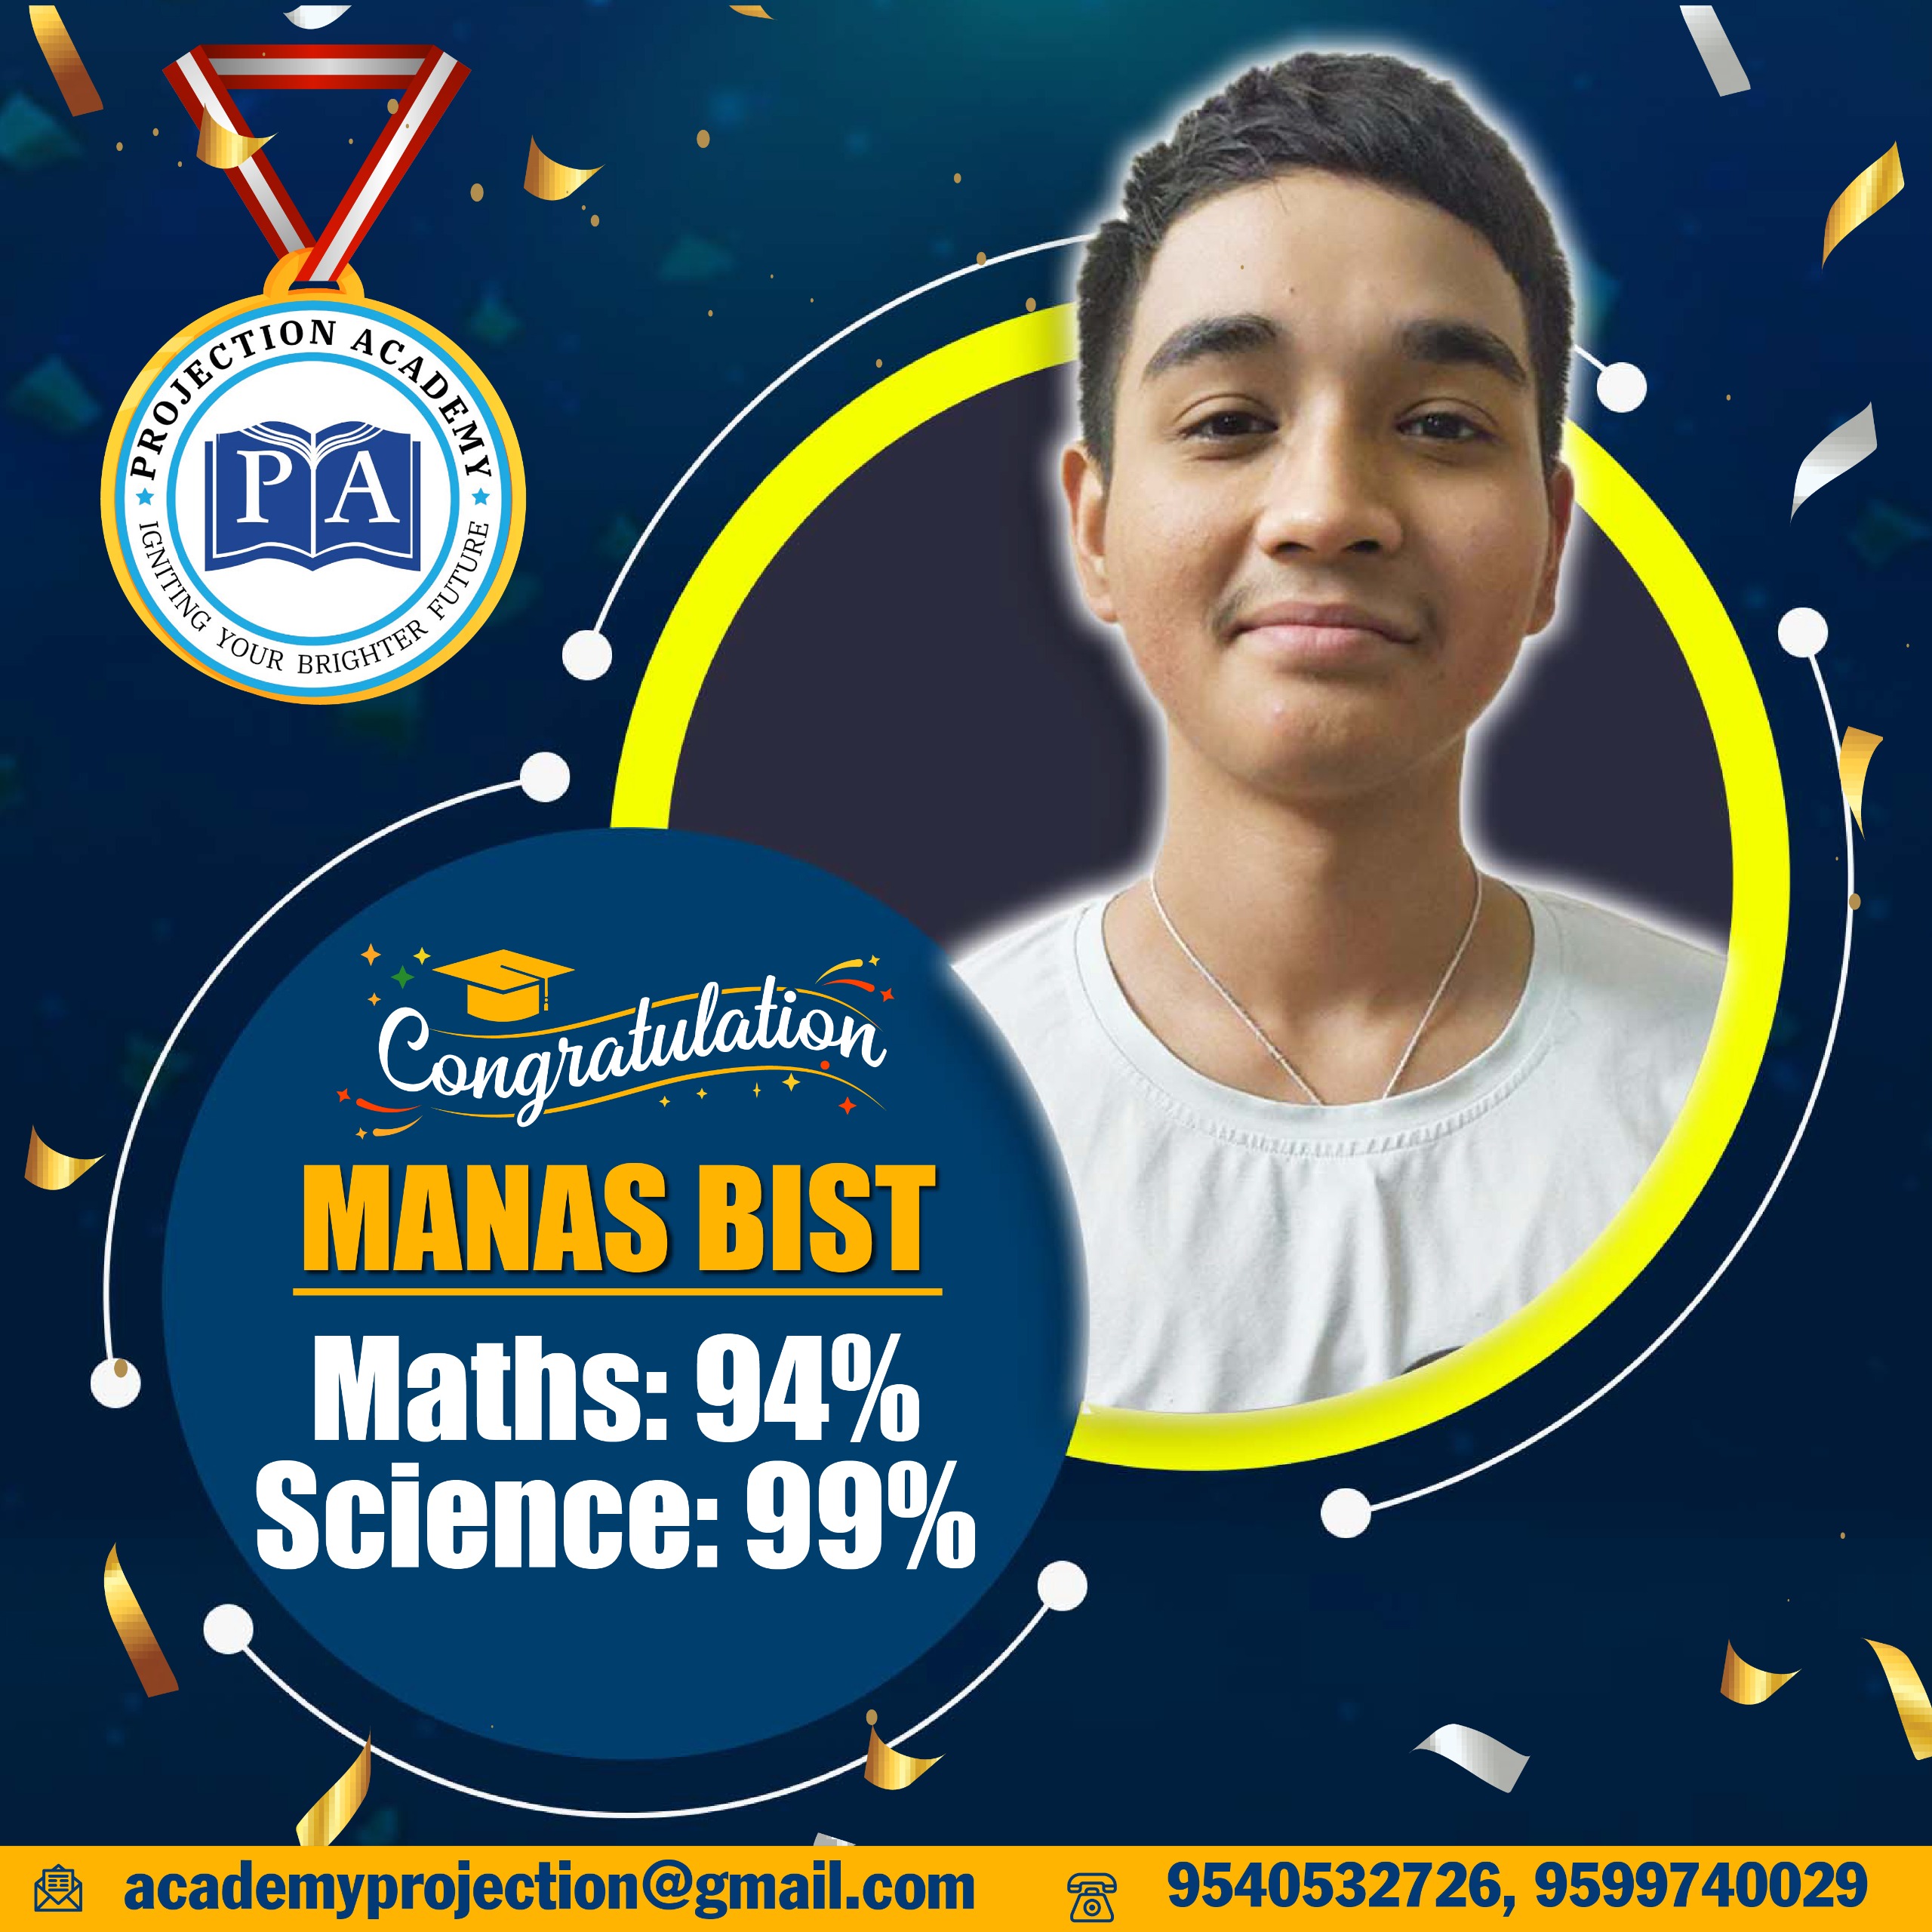 PROJECTION ACADEMY
PA
IGNITING YOUR BRIGHTER FUTURE
Congratulation
MANAS BIST
Maths: 94%
Science: 99%
academyprojection@gmail.com
9540532726, 9599740029